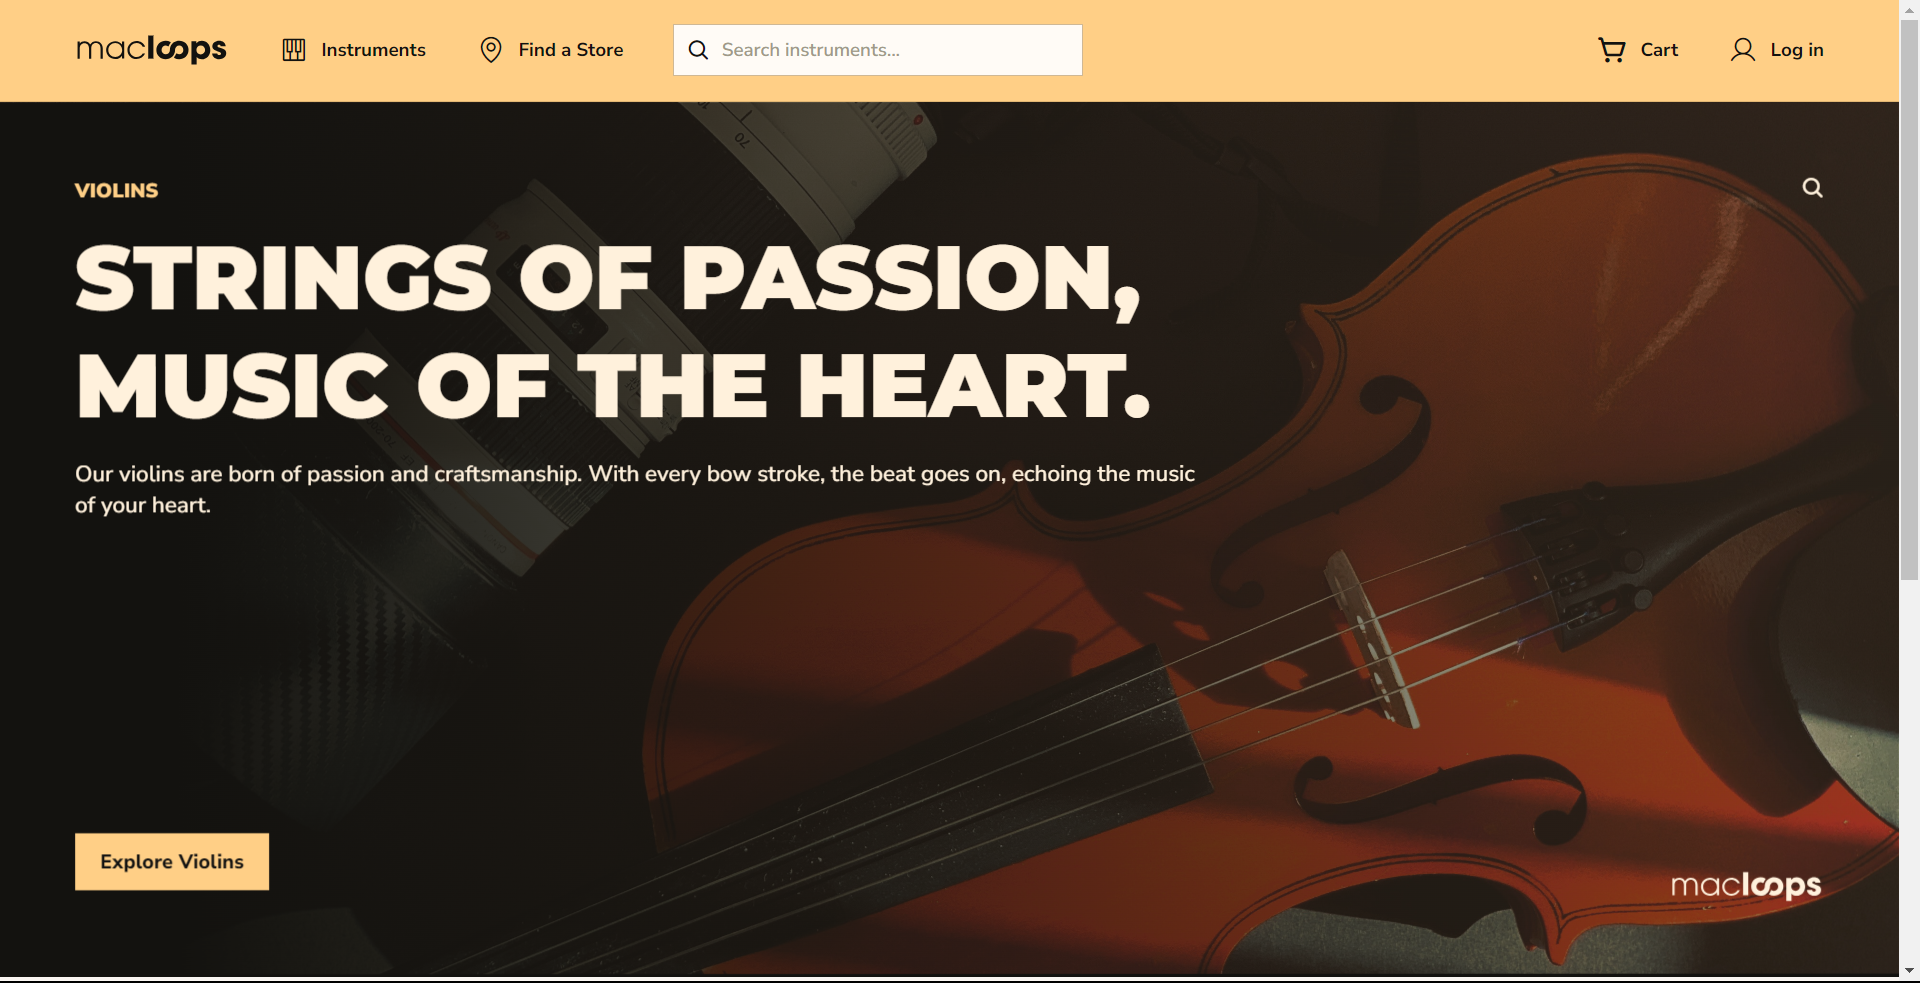 macloops
Instruments
Find a Store
Search instruments...
Cart
Log in
VIOLINS
STRINGS OF PASSION,
MUSIC OF THE HEART.
Our violins are born of passion and craftsmanship. With every bow stroke, the beat goes on, echoing the music
of your heart.
Explore Violins
macloops
70